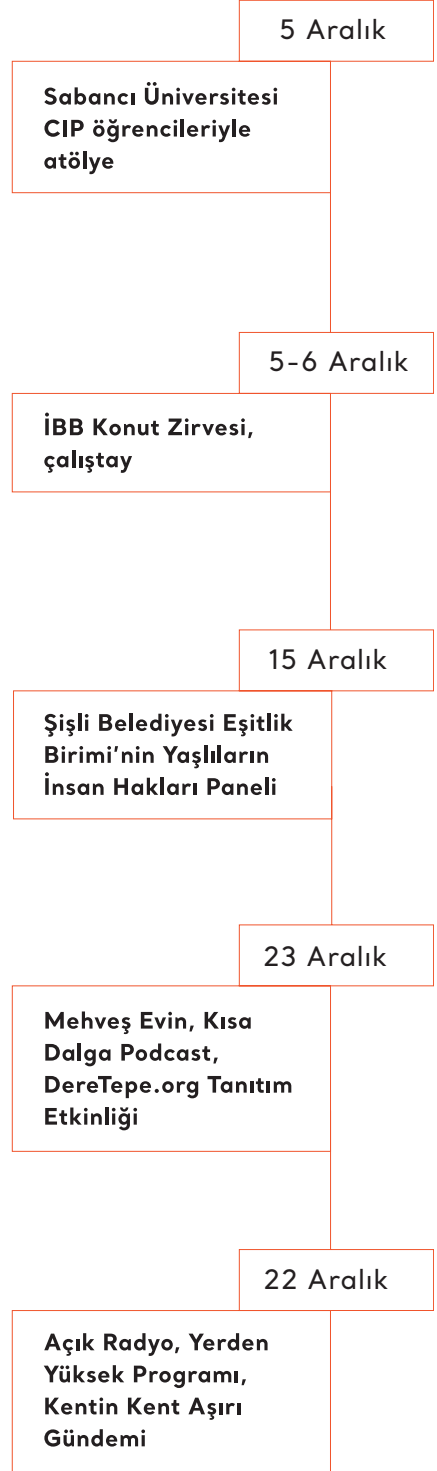 5 Aralık
Sabancı Üniversitesi
CIP öğrencileriyle
atölye
5-6 Aralık
İBB Konut Zirvesi,
çalıştay
15 Aralık
Şişli Belediyesi Eşitlik
Birimi’nin Yaşlıların
İnsan Hakları Paneli
23 Aralık
Mehveş Evin, Kısa
Dalga Podcast,
DereTepe.org Tanıtım
Etkinliği
22 Aralık
Açık Radyo, Yerden
Yüksek Programı,
Kentin Kent Aşırı
Gündemi